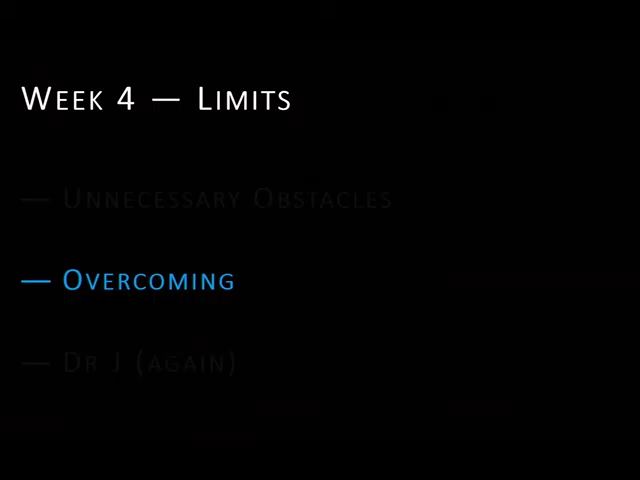 Week 4 — Limits
— Unnecessary Obstacles
— Overcoming
— Dr J (again)